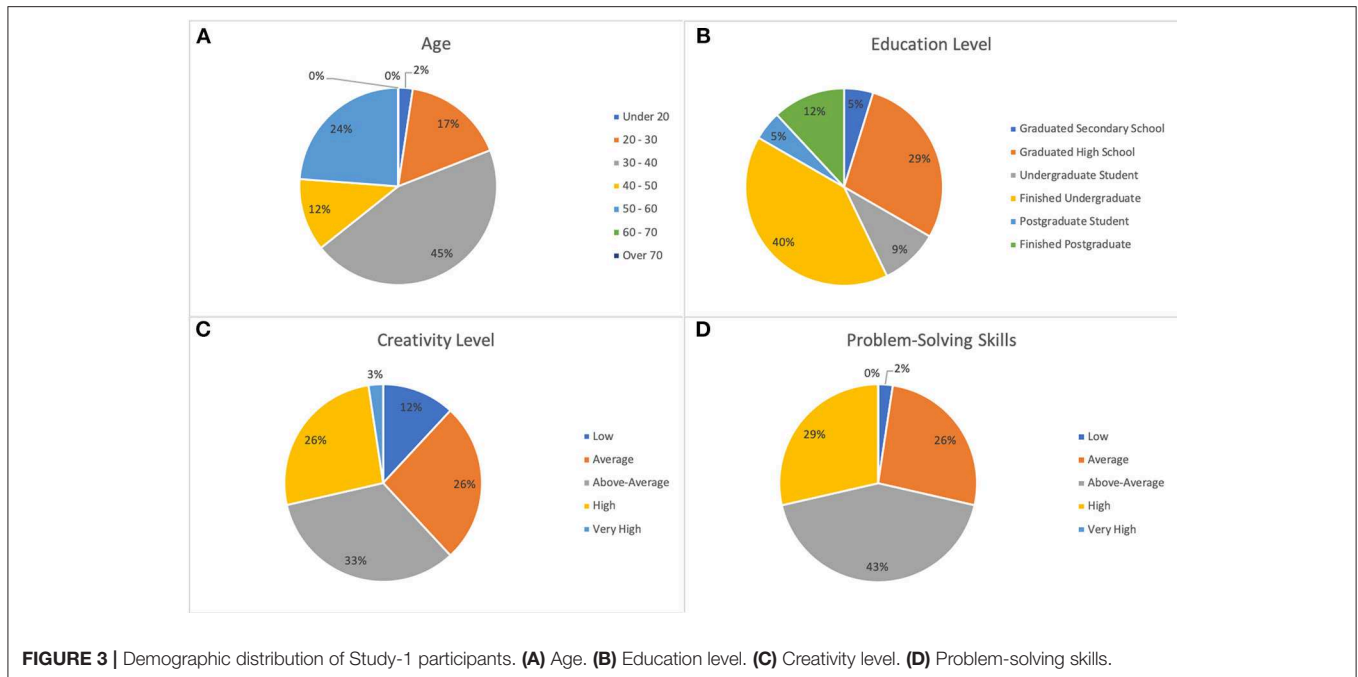 A
Age
0%
0%
2%
17%
24%
12%
45%
Under 20
20 - 30
30 - 40
40 - 50
50 - 60
60 - 70
Over 70
B
Education Level
5%
12%
5%
29%
40%
9%
Graduated Secondary School
Graduated High School
Undergraduate Student
Finished Undergraduate
Postgraduate Student
Finished Postgraduate
C
Creativity Level
3%
12%
26%
26%
33%
Low
Average
Above-Average
High
Very High
D
Problem-Solving Skills
0%
2%
29%
26%
43%
Low
Average
Above-Average
High
Very High
FIGURE 3 | Demographic distribution of Study-1 participants. (A) Age. (B) Education level. (C) Creativity level. (D) Problem-solving skills.